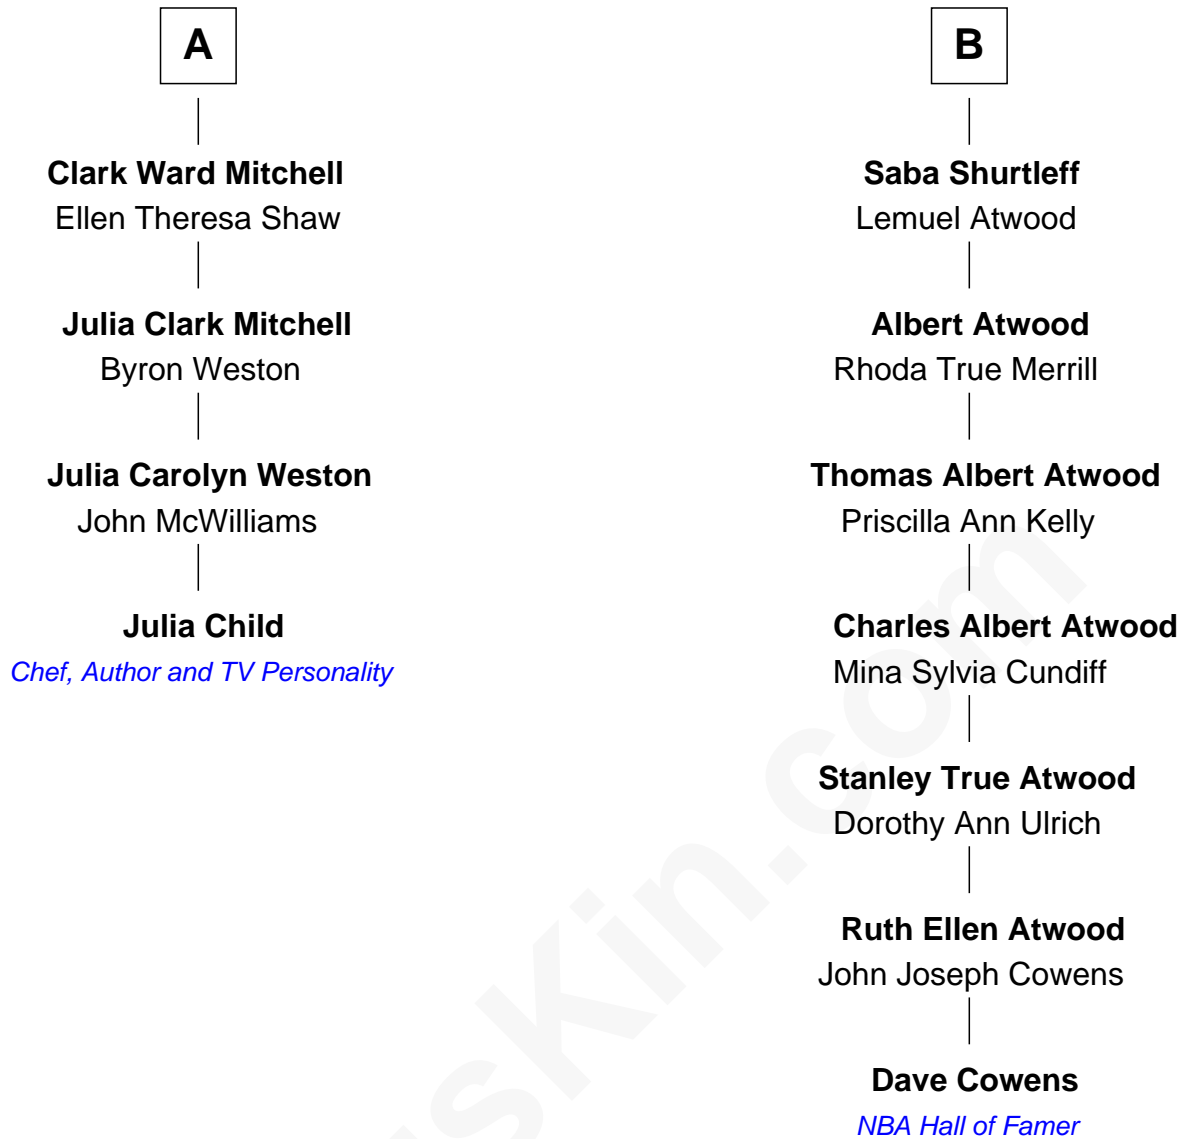 A
Clark Ward Mitchell
Ellen Theresa Shaw
Julia Clark Mitchell
Byron Weston
Julia Carolyn Weston
John McWilliams
Julia Child
Chef, Author and TV Personality
B
Saba Shurtleff
Lemuel Atwood
Albert Atwood
Rhoda True Merrill
Thomas Albert Atwood
Priscilla Ann Kelly
Charles Albert Atwood
Mina Sylvia Cundiff
Stanley True Atwood
Dorothy Ann Ulrich
Ruth Ellen Atwood
John Joseph Cowens
Dave Cowens
NBA Hall of Famer
sKin.com